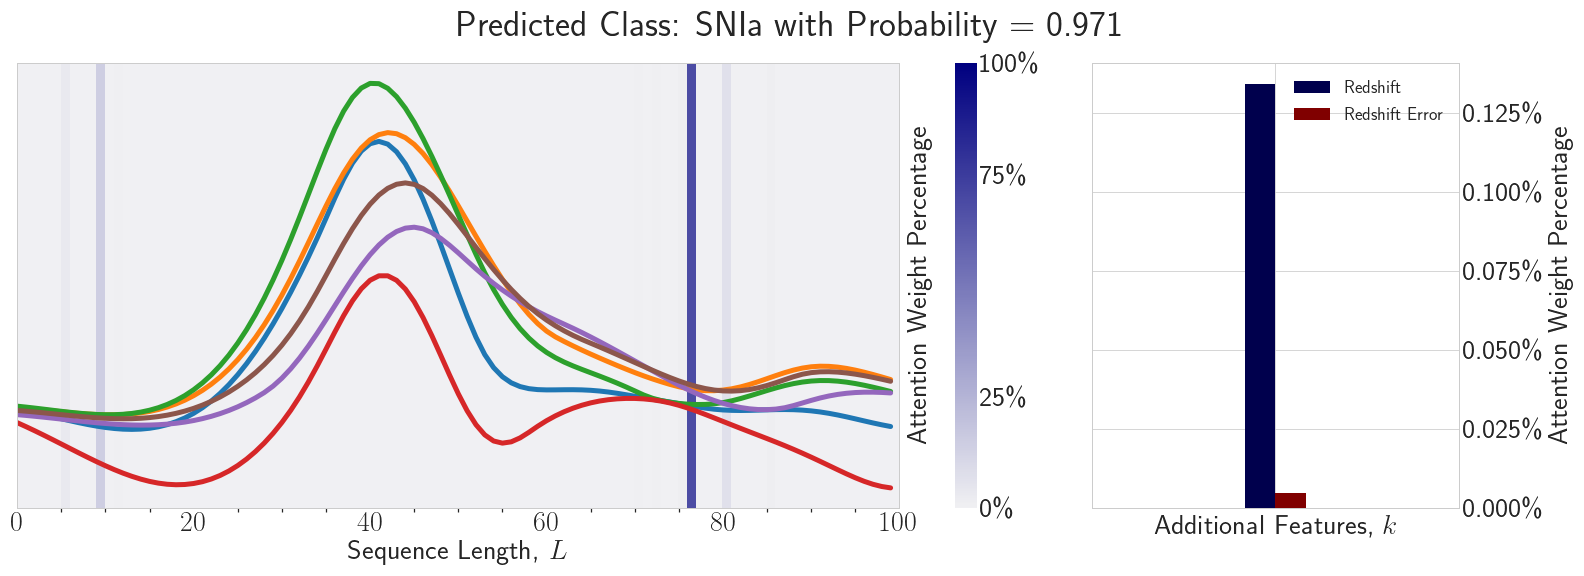 Predicted Class: SNIa with Probability = 0.971
0 20 40 60 80 100
Sequence Length, L
100%
75%
25%
0%
Attention Weight Percentage
Redshift
Redshift Error
0.125%
0.100%
0.075%
0.050%
0.025%
0.000%
Attention Weight Percentage
Additional Features, k